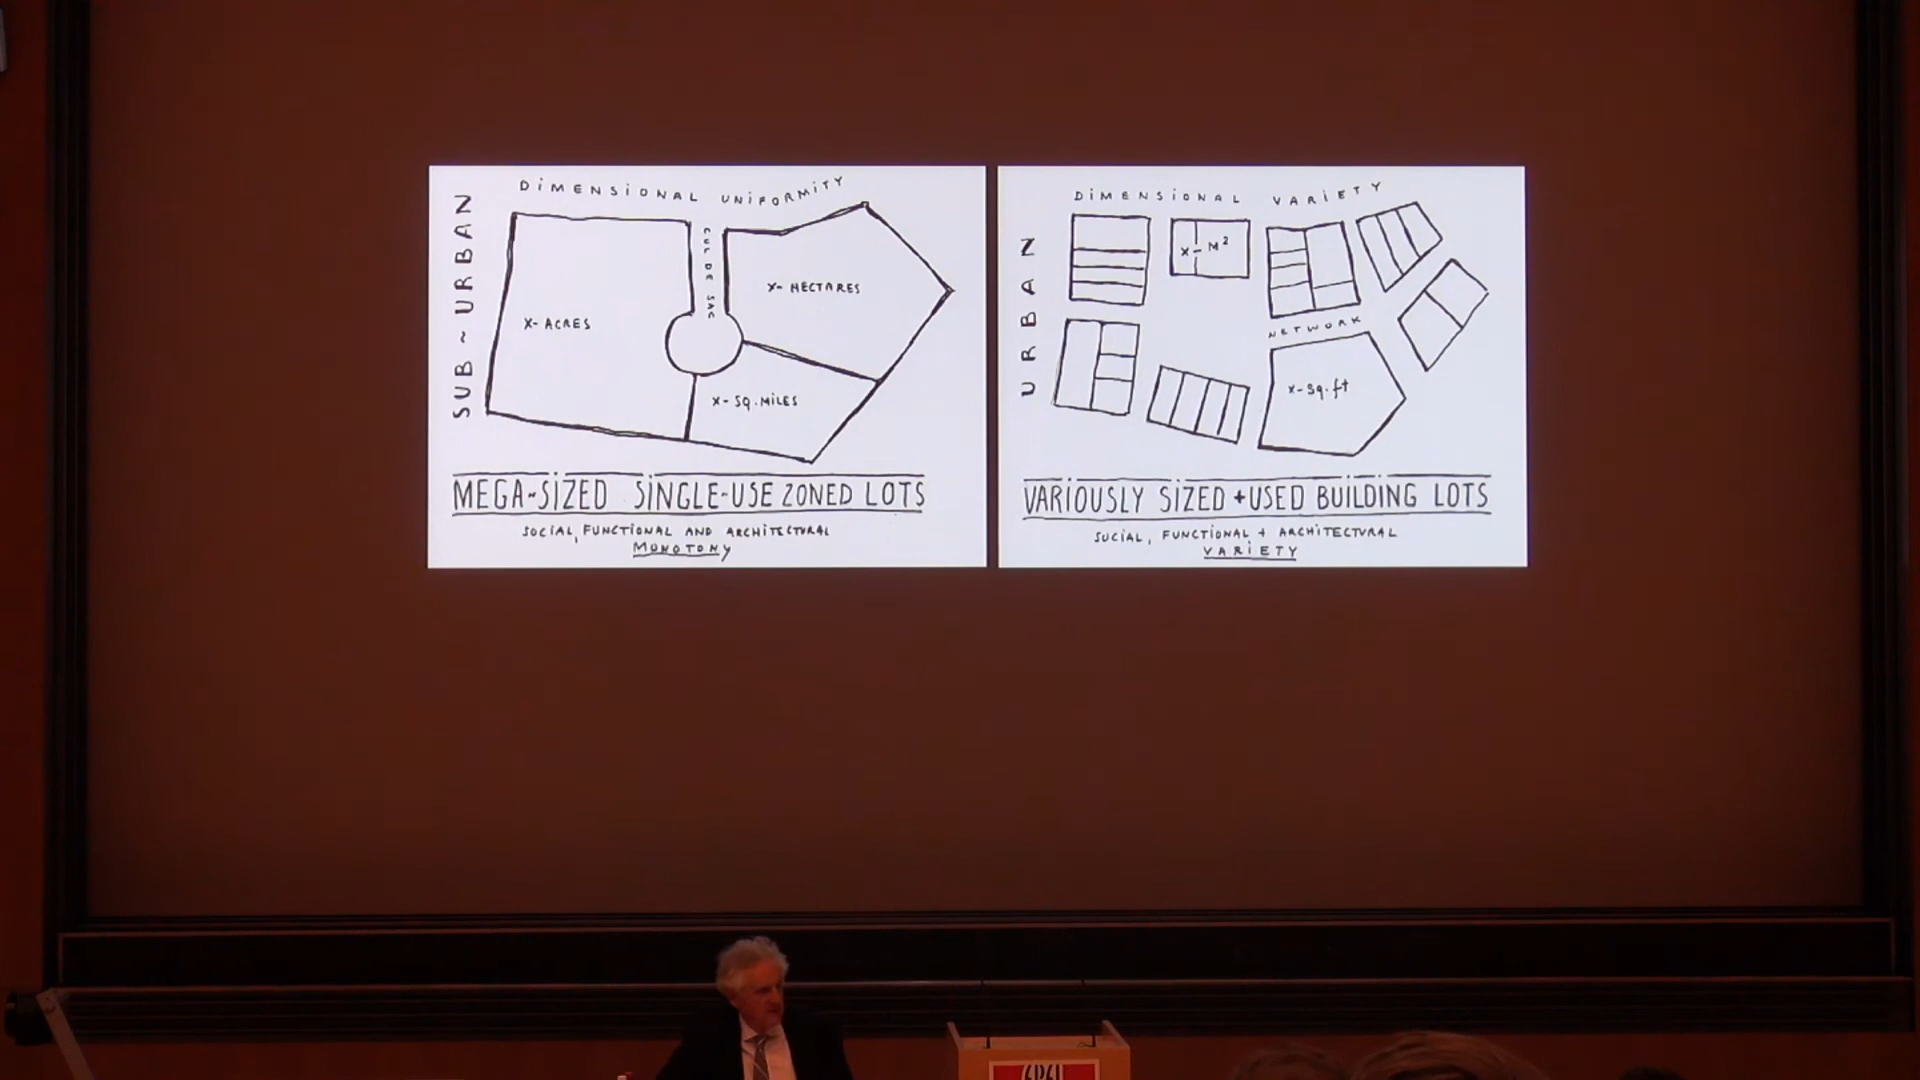 DIMENSIONAL UNIFORMITY
SUB ~ URBAN
CUL DE SAC
X- ACRES
X- HECTARES
X- SQ.MILES
MEGA-SIZED SINGLE-USE ZONED LOTS
SOCIAL, FUNCTIONAL AND ARCHITECTURAL
MONOTONY
DIMENSIONAL VARIETY
URBAN
X- M²
NETWORK
X-Sq.ft
VARIOUSLY SIZED + USED BUILDING LOTS
SOCIAL, FUNCTIONAL + ARCHITECTURAL
VARIETY